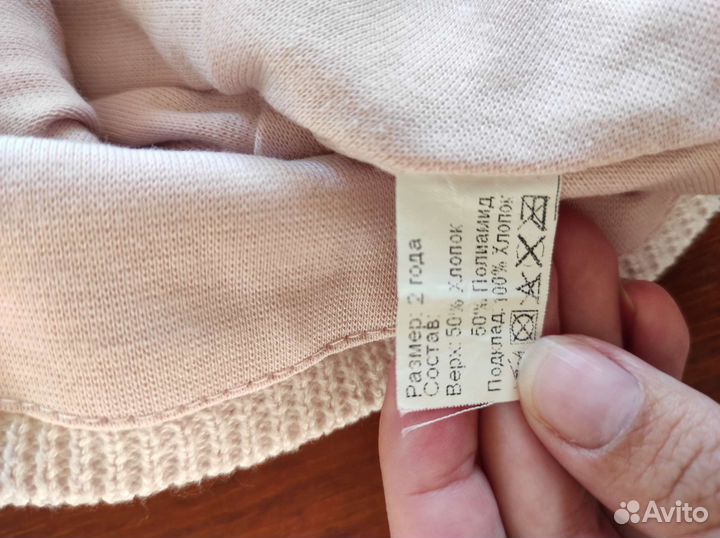 Размер: 2 года
Состав:
Верх: 50% Хлопок
50% Полиамид
Подклад. 100% Хлопок
Avito